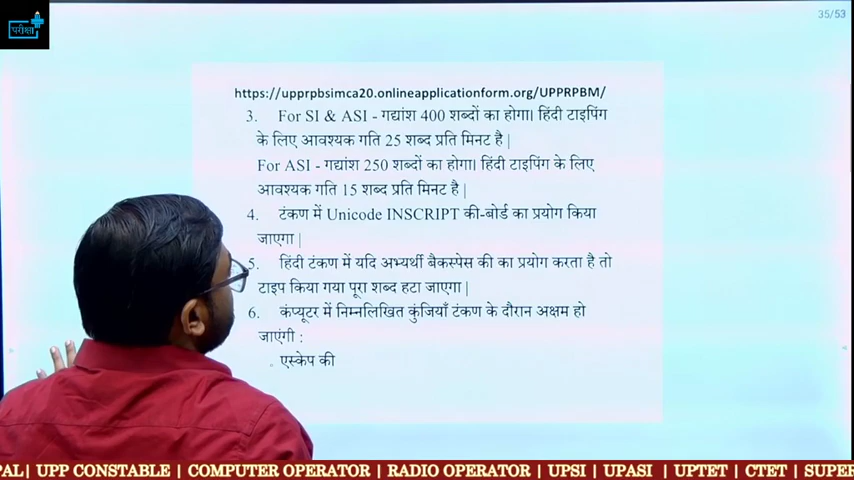 परीक्षा
35/53
https://upprpbsimca20.onlineapplicationform.org/UPPRPBM/
3. For SI & ASI - गद्यांश 400 शब्दों का होगा। हिंदी टाइपिंग
के लिए आवश्यक गति 25 शब्द प्रति मिनट है |
For ASI - गद्यांश 250 शब्दों का होगा। हिंदी टाइपिंग के लिए
आवश्यक गति 15 शब्द प्रति मिनट है |
4. टंकण में Unicode INSCRIPT की-बोर्ड का प्रयोग किया
जाएगा |
5. हिंदी टंकण में यदि अभ्यर्थी बैकस्पेस की का प्रयोग करता है तो
टाइप किया गया पूरा शब्द हटा जाएगा |
6. कंप्यूटर में निम्नलिखित कुंजियाँ टंकण के दौरान अक्षम हो
जाएंगी :
एस्केप की
PAL| UPP CONSTABLE | COMPUTER OPERATOR | RADIO OPERATOR | UPSI | UPASI | UPTET | CTET | SUPER